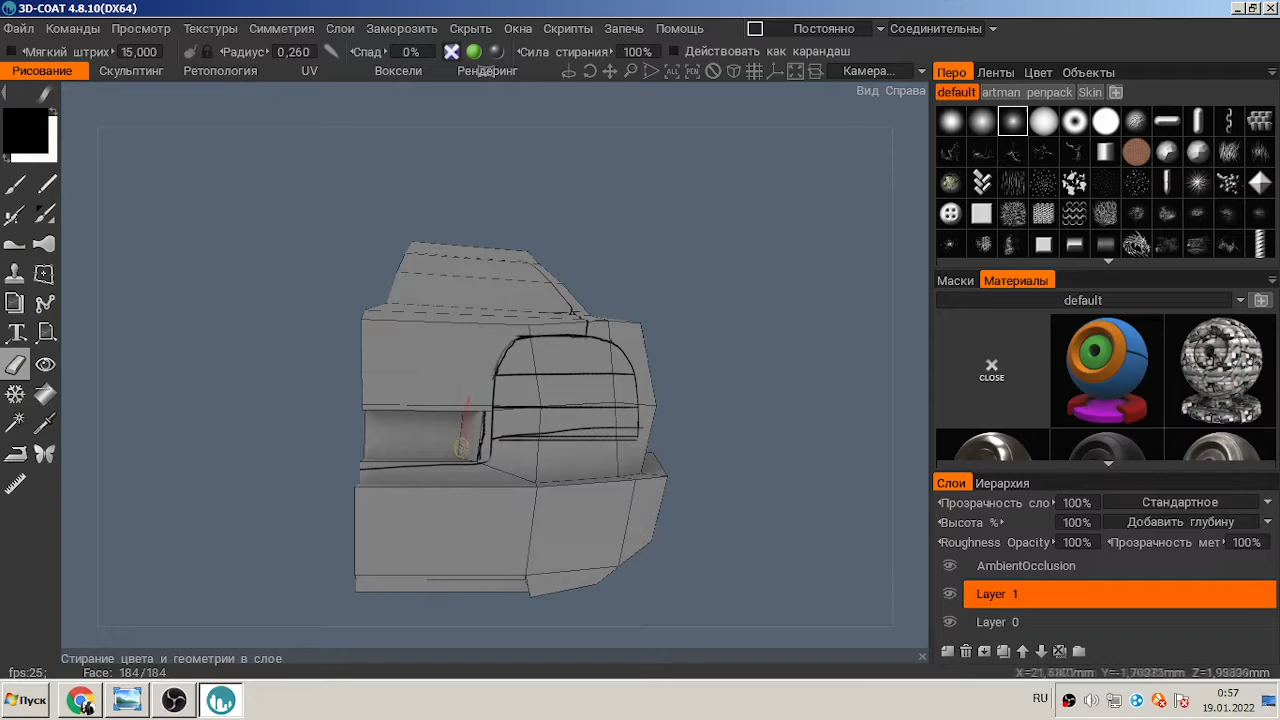 3D-COAT 4.8.10(DX64)
Файл Команды Просмотр Текстуры Симметрия Слои Заморозить Скрыть Окна Скрипты Запечь Помощь Постоянно Соединительны
Мягкий штрих 15,000 Радиус 0,260 Спад 0% Сила стирания 100% Действовать как карандаш
Рисование Скульптинг Ретопология UV Воксели Рендеринг ALL PEN Камера...
Перо Ленты Цвет Объекты
Вид Справа
default artman penpack Skin
Маски Материалы
default
CLOSE
Слои Иерархия
Прозрачность сло 100% Стандартное
Высота % 100% Добавить глубину
Roughness Opacity 100% Прозрачность мет 100%
AmbientOcclusion
Layer 1
Layer 0
Стирание цвета и геометрии в слое
fps:25; Face: 184/184
Пуск
RU
0:57
19.01.2022